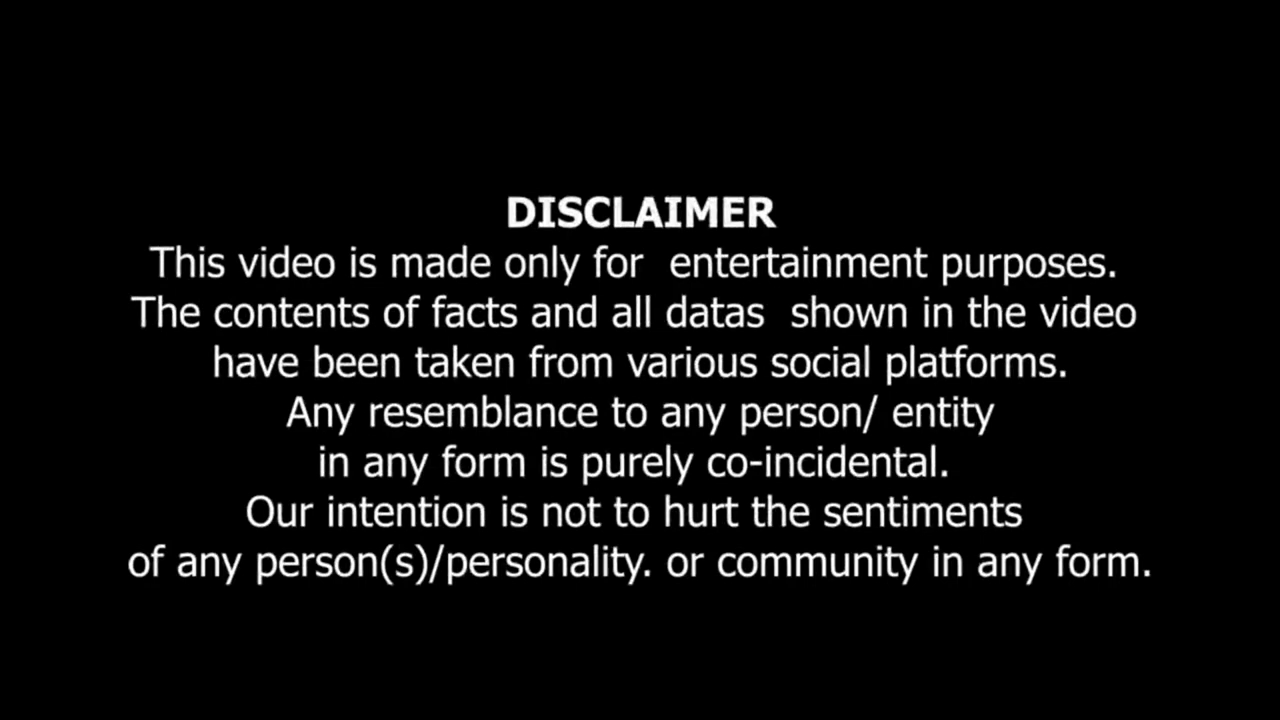 DISCLAIMER
This video is made only for  entertainment purposes.
The contents of facts and all datas  shown in the video
have been taken from various social platforms.
Any resemblance to any person/ entity
in any form is purely co-incidental.
Our intention is not to hurt the sentiments
of any person(s)/personality. or community in any form.